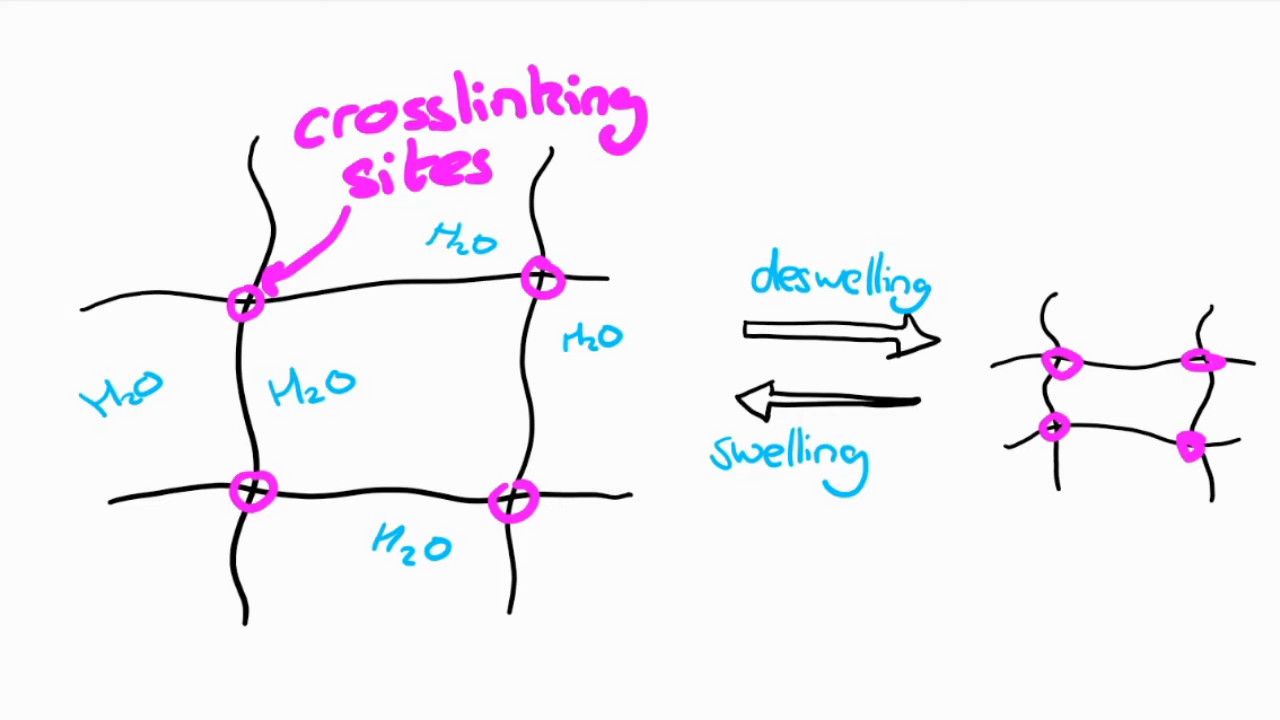 crosslinking
sites
H₂O
deswelling
H₂O
H₂O
H₂O
swelling
H₂O